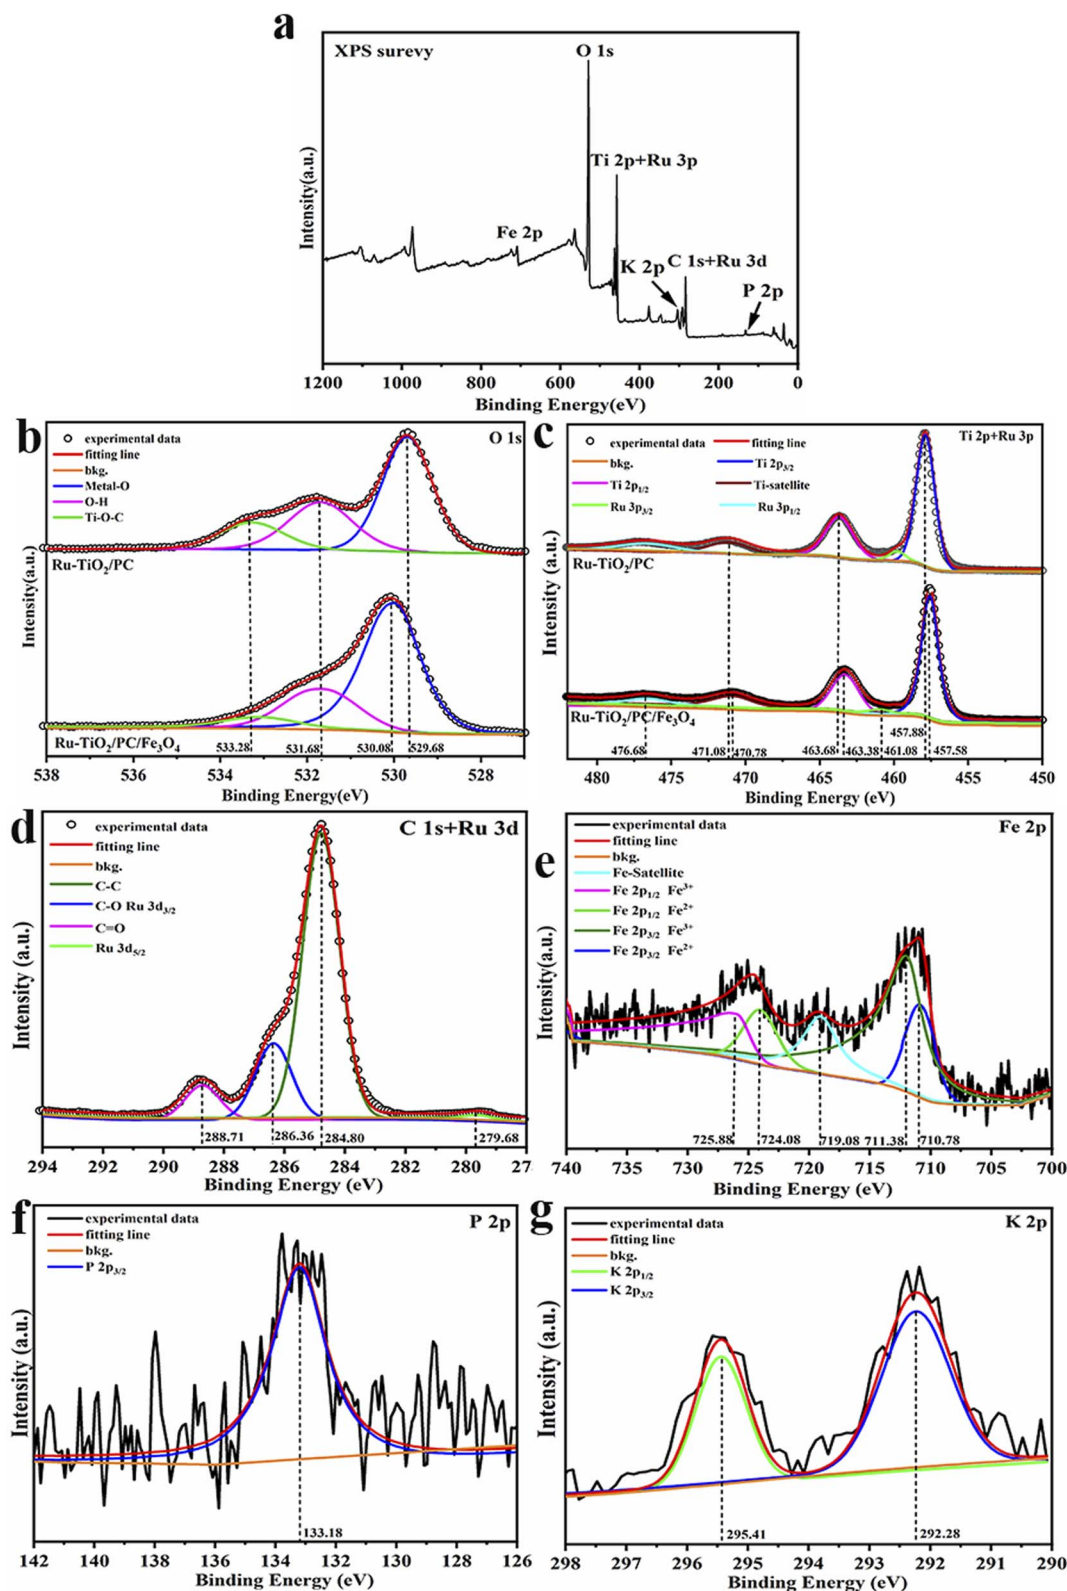 a
XPS surevy
O 1s
Ti 2p+Ru 3p
Fe 2p
K 2p
C 1s+Ru 3d
P 2p
Intensity(a.u.)
1200 1000 800 600 400 200 0
Binding Energy(eV)
b
O 1s
experimental data
fitting line
bkg.
Metal-O
O-H
Ti-O-C
Ru-TiO₂/PC
Ru-TiO₂/PC/Fe₃O₄
533.28 531.68 530.08 529.68
Intensity(a.u.)
538 536 534 532 530 528
Binding Energy(eV)
c
Ti 2p+Ru 3p
experimental data
fitting line
bkg.
Ti 2p₃/₂
Ti 2p₁/₂
Ti-satellite
Ru 3p₃/₂
Ru 3p₁/₂
Ru-TiO₂/PC
Ru-TiO₂/PC/Fe₃O₄
457.88
476.68 471.08 470.78 463.68 463.38 461.08 457.58
Intensity (a.u.)
480 475 470 465 460 455 450
Binding Energy (eV)
d
C 1s+Ru 3d
experimental data
fitting line
bkg.
C-C
C-O Ru 3d₃/₂
C=O
Ru 3d₅/₂
288.71 286.36 284.80 279.68
Intensity (a.u.)
294 292 290 288 286 284 282 280 27
Binding Energy (eV)
e
Fe 2p
experimental data
fitting line
bkg.
Fe-Satellite
Fe 2p₁/₂ Fe³⁺
Fe 2p₁/₂ Fe²⁺
Fe 2p₃/₂ Fe³⁺
Fe 2p₃/₂ Fe²⁺
725.88 724.08 719.08 711.38 710.78
Intensity(a.u.)
740 735 730 725 720 715 710 705 700
Binding Energy (eV)
f
P 2p
experimental data
fitting line
bkg.
P 2p₃/₂
133.18
Intensity (a.u.)
142 140 138 136 134 132 130 128 126
Binding Energy (eV)
g
K 2p
experimental data
fitting line
bkg.
K 2p₁/₂
K 2p₃/₂
295.41 292.28
Intensity (a.u.)
298 297 296 295 294 293 292 291 290
Binding Energy (eV)